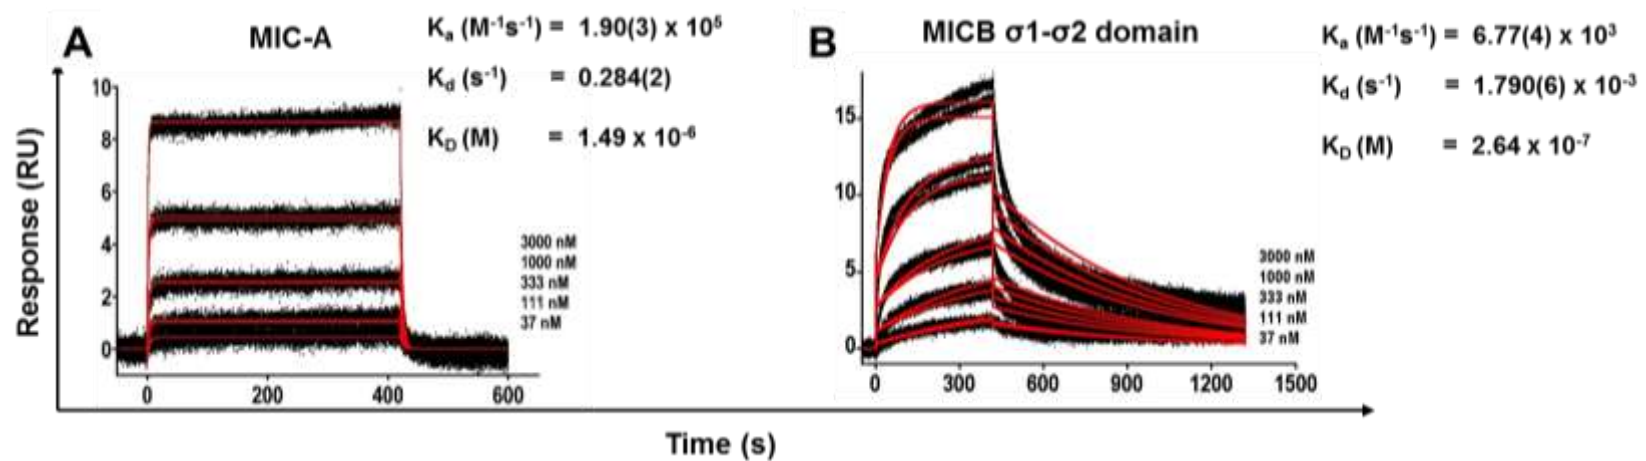 A
MIC-A
Kₐ (M⁻¹s⁻¹) = 1.90(3) x 10⁵
K_d (s⁻¹) = 0.284(2)
K_D (M) = 1.49 x 10⁻⁶
Response (RU)
10
8
6
4
2
0
3000 nM
1000 nM
333 nM
111 nM
37 nM
0 200 400 600
B
MICB σ1-σ2 domain
Kₐ (M⁻¹s⁻¹) = 6.77(4) x 10³
K_d (s⁻¹) = 1.790(6) x 10⁻³
K_D (M) = 2.64 x 10⁻⁷
15
10
5
0
3000 nM
1000 nM
333 nM
111 nM
37 nM
0 300 600 900 1200 1500
Time (s)